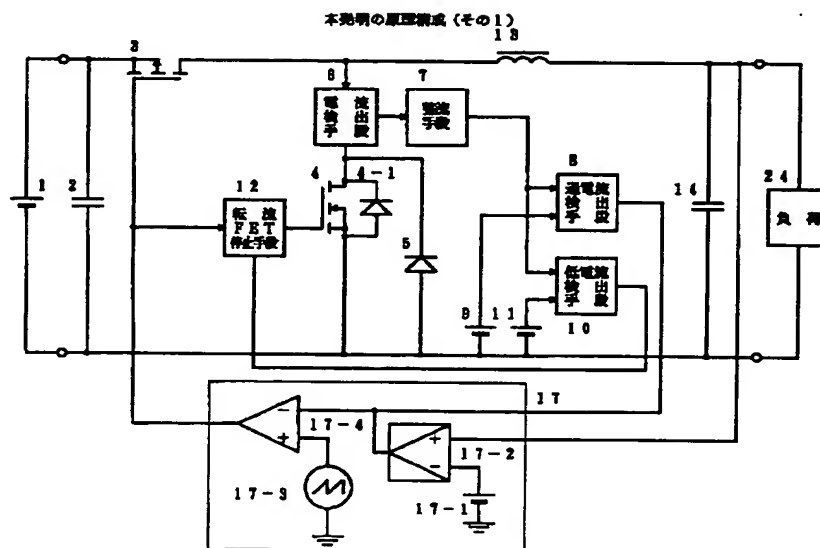 本発明の原理構成（その１）
１３
３
６
７
電流
検出
手段
整流
手段
８
２４
４
４－１
１
２
１２
過電流
検出
手段
１４
転流
ＦＥＴ
停止手段
負荷
５
低電流
検出
手段
９
１１
１０
１７
１７－４
１７－２
１７－３
１７－１